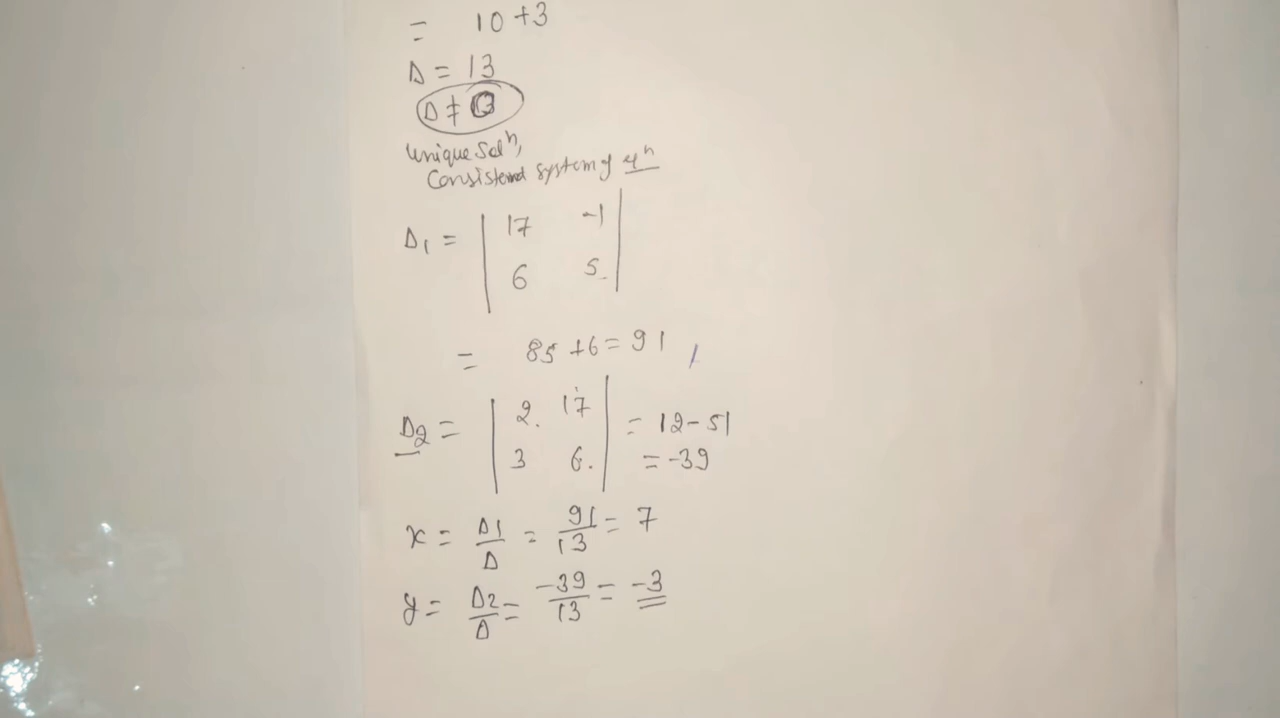 = 10 +3
Δ = 13
Δ ≠ 0
Unique Solⁿ,
Consistent system of eqⁿ
Δ1 = | 17 -1 |
| 6 5 |
= 85 +6 = 91
Δ2 = | 2 17 | = 12 - 51
| 3 6 | = -39
x = Δ1/Δ = 91/13 = 7
y = Δ2/Δ = -39/13 = -3